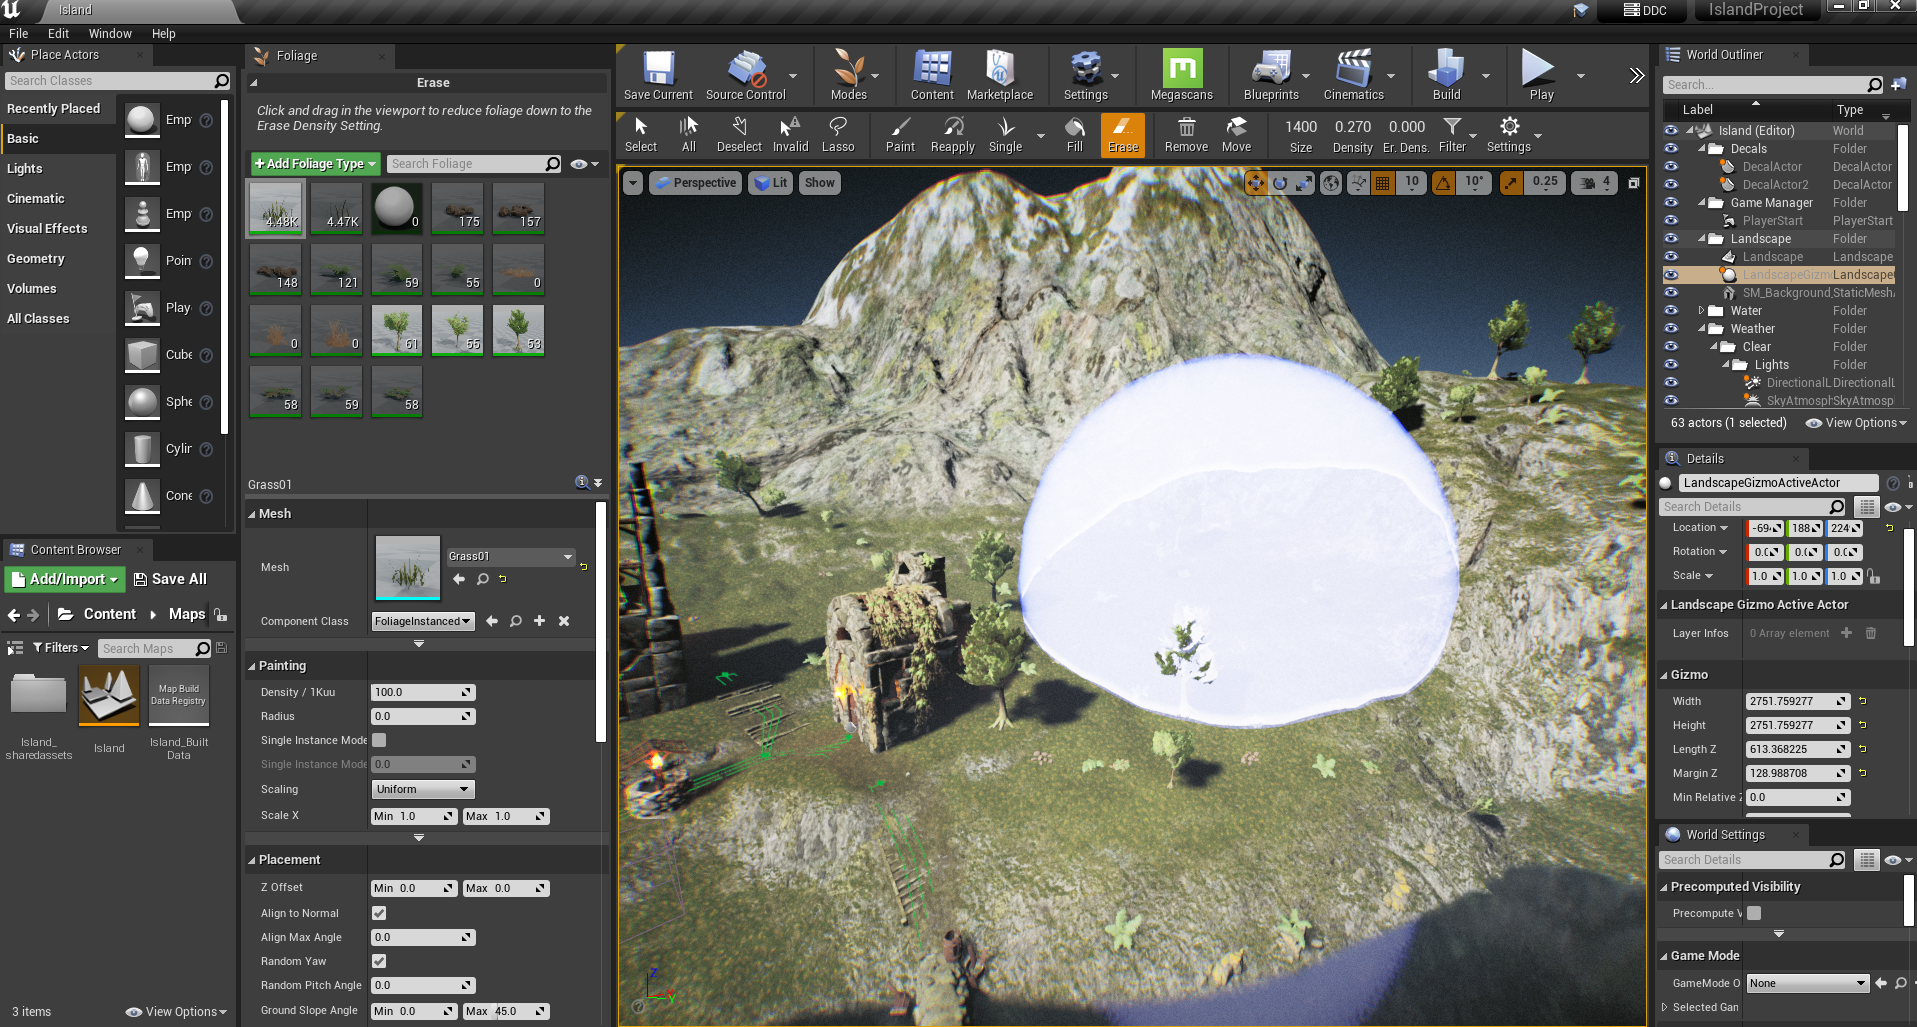 Island
DDC
IslandProject
File Edit Window Help
Place Actors
Search Classes
Recently Placed
Basic
Lights
Cinematic
Visual Effects
Geometry
Volumes
All Classes
Emp
Emp
Emp
Poin
Play
Cube
Sphe
Cylir
Cone
Content Browser
Add/Import
Save All
Content
Maps
Filters
Search Maps
Island_sharedassets
Island
Map Build
Data Registry
Island_Built
Data
3 items
View Options
Foliage
Erase
Click and drag in the viewport to reduce foliage down to the
Erase Density Setting.
+Add Foliage Type
Search Foliage
4.48K 4.47K 0 175 157
148 121 59 55 0
0 0 61 55 53
58 59 58
Grass01
Mesh
Mesh
Grass01
Component Class
FoliageInstanced
Painting
Density / 1Kuu 100.0
Radius 0.0
Single Instance Mode
Single Instance Mode 0.0
Scaling Uniform
Scale X Min 1.0 Max 1.0
Placement
Z Offset Min 0.0 Max 0.0
Align to Normal
Align Max Angle 0.0
Random Yaw
Random Pitch Angle 0.0
Ground Slope Angle Min 0.0 Max 45.0
Save Current Source Control Modes Content Marketplace Settings Megascans Blueprints Cinematics Build Play
Select All Deselect Invalid Lasso Paint Reapply Single Fill Erase Remove Move
1400 0.270 0.000
Size Density Er. Dens. Filter Settings
Perspective Lit Show
10 10° 0.25 4
Z
Y
World Outliner
Search...
Label Type
Island (Editor) World
Decals Folder
DecalActor DecalActor
DecalActor2 DecalActor
Game Manager Folder
PlayerStart PlayerStart
Landscape Folder
Landscape Landscape
LandscapeGizmo Landscape
SM_Background_ StaticMesh
Water Folder
Weather Folder
Clear Folder
Lights Folder
DirectionalL DirectionalL
SkyAtmosph SkyAtmosp
63 actors (1 selected)
View Options
Details
LandscapeGizmoActiveActor
Search Details
Location -69 188 224
Rotation 0.0 0.0 0.0
Scale 1.0 1.0 1.0
Landscape Gizmo Active Actor
Layer Infos 0 Array element
Gizmo
Width 2751.759277
Height 2751.759277
Length Z 613.368225
Margin Z 128.988708
Min Relative Z 0.0
World Settings
Search Details
Precomputed Visibility
Precompute V
Game Mode
GameMode O None
Selected Gan